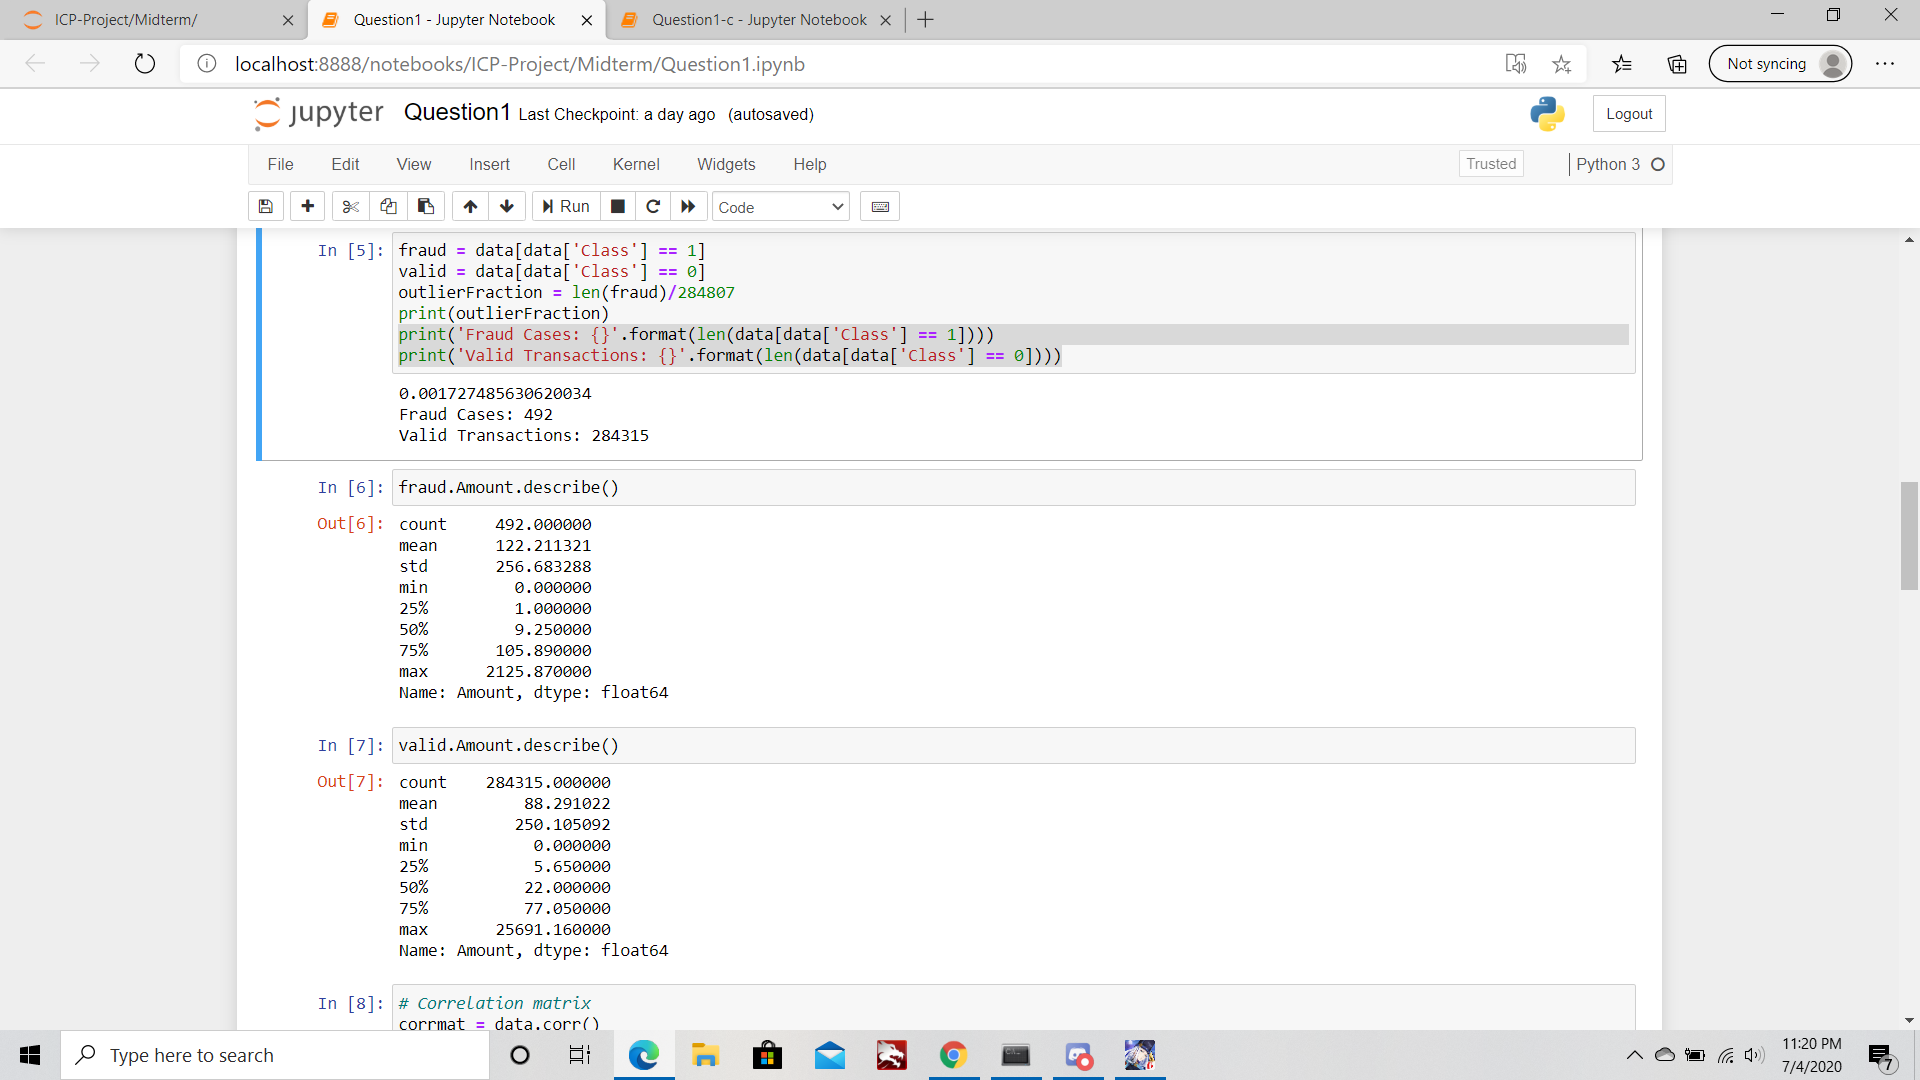 ICP-Project/Midterm/
Question1 - Jupyter Notebook
Question1-c - Jupyter Notebook
localhost:8888/notebooks/ICP-Project/Midterm/Question1.ipynb
Not syncing
jupyter Question1 Last Checkpoint: a day ago (autosaved)
Logout
File Edit View Insert Cell Kernel Widgets Help
Trusted
Python 3
Run
Code
In [5]: fraud = data[data['Class'] == 1]
valid = data[data['Class'] == 0]
outlierFraction = len(fraud)/284807
print(outlierFraction)
print('Fraud Cases: {}'.format(len(data[data['Class'] == 1])))
print('Valid Transactions: {}'.format(len(data[data['Class'] == 0])))
0.001727485630620034
Fraud Cases: 492
Valid Transactions: 284315
In [6]: fraud.Amount.describe()
Out[6]: count 492.000000
mean 122.211321
std 256.683288
min 0.000000
25% 1.000000
50% 9.250000
75% 105.890000
max 2125.870000
Name: Amount, dtype: float64
In [7]: valid.Amount.describe()
Out[7]: count 284315.000000
mean 88.291022
std 250.105092
min 0.000000
25% 5.650000
50% 22.000000
75% 77.050000
max 25691.160000
Name: Amount, dtype: float64
In [8]: # Correlation matrix
corrmat = data.corr()
Type here to search
11:20 PM
7/4/2020
7